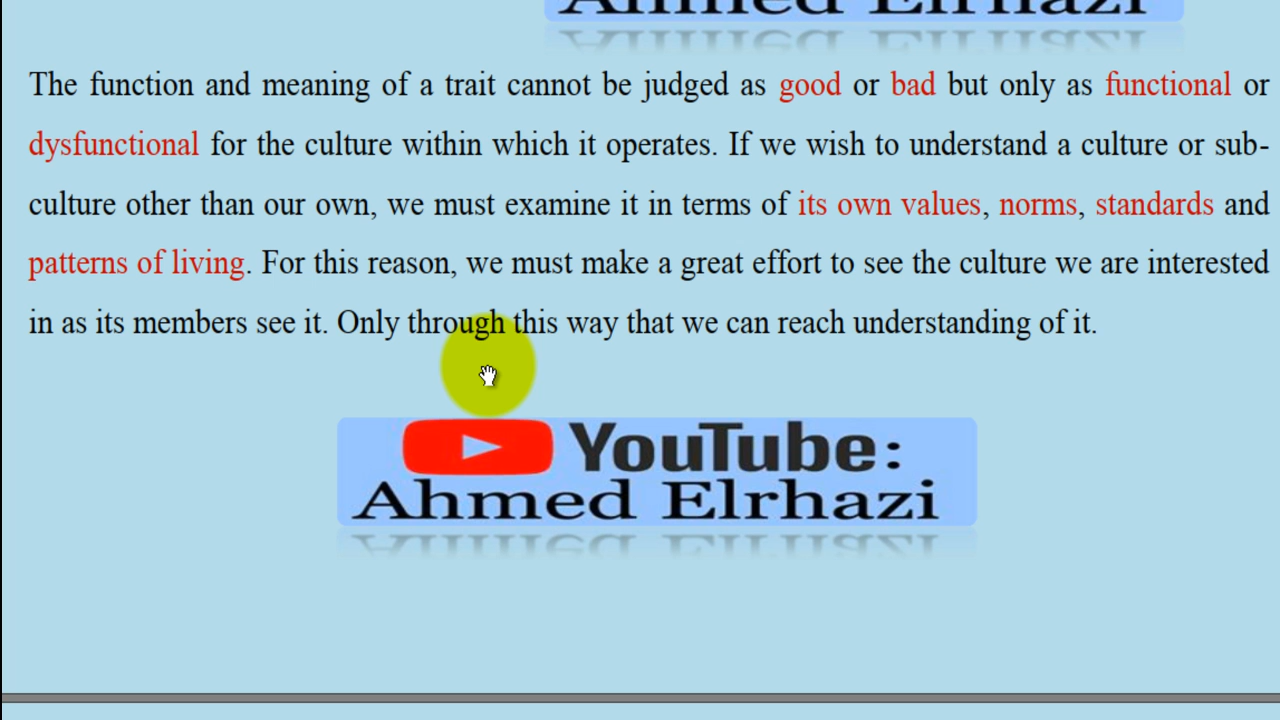 Ahmed Elrhazi
The function and meaning of a trait cannot be judged as good or bad but only as functional or
dysfunctional for the culture within which it operates. If we wish to understand a culture or sub-
culture other than our own, we must examine it in terms of its own values, norms, standards and
patterns of living. For this reason, we must make a great effort to see the culture we are interested
in as its members see it. Only through this way that we can reach understanding of it.
YouTube:
Ahmed Elrhazi